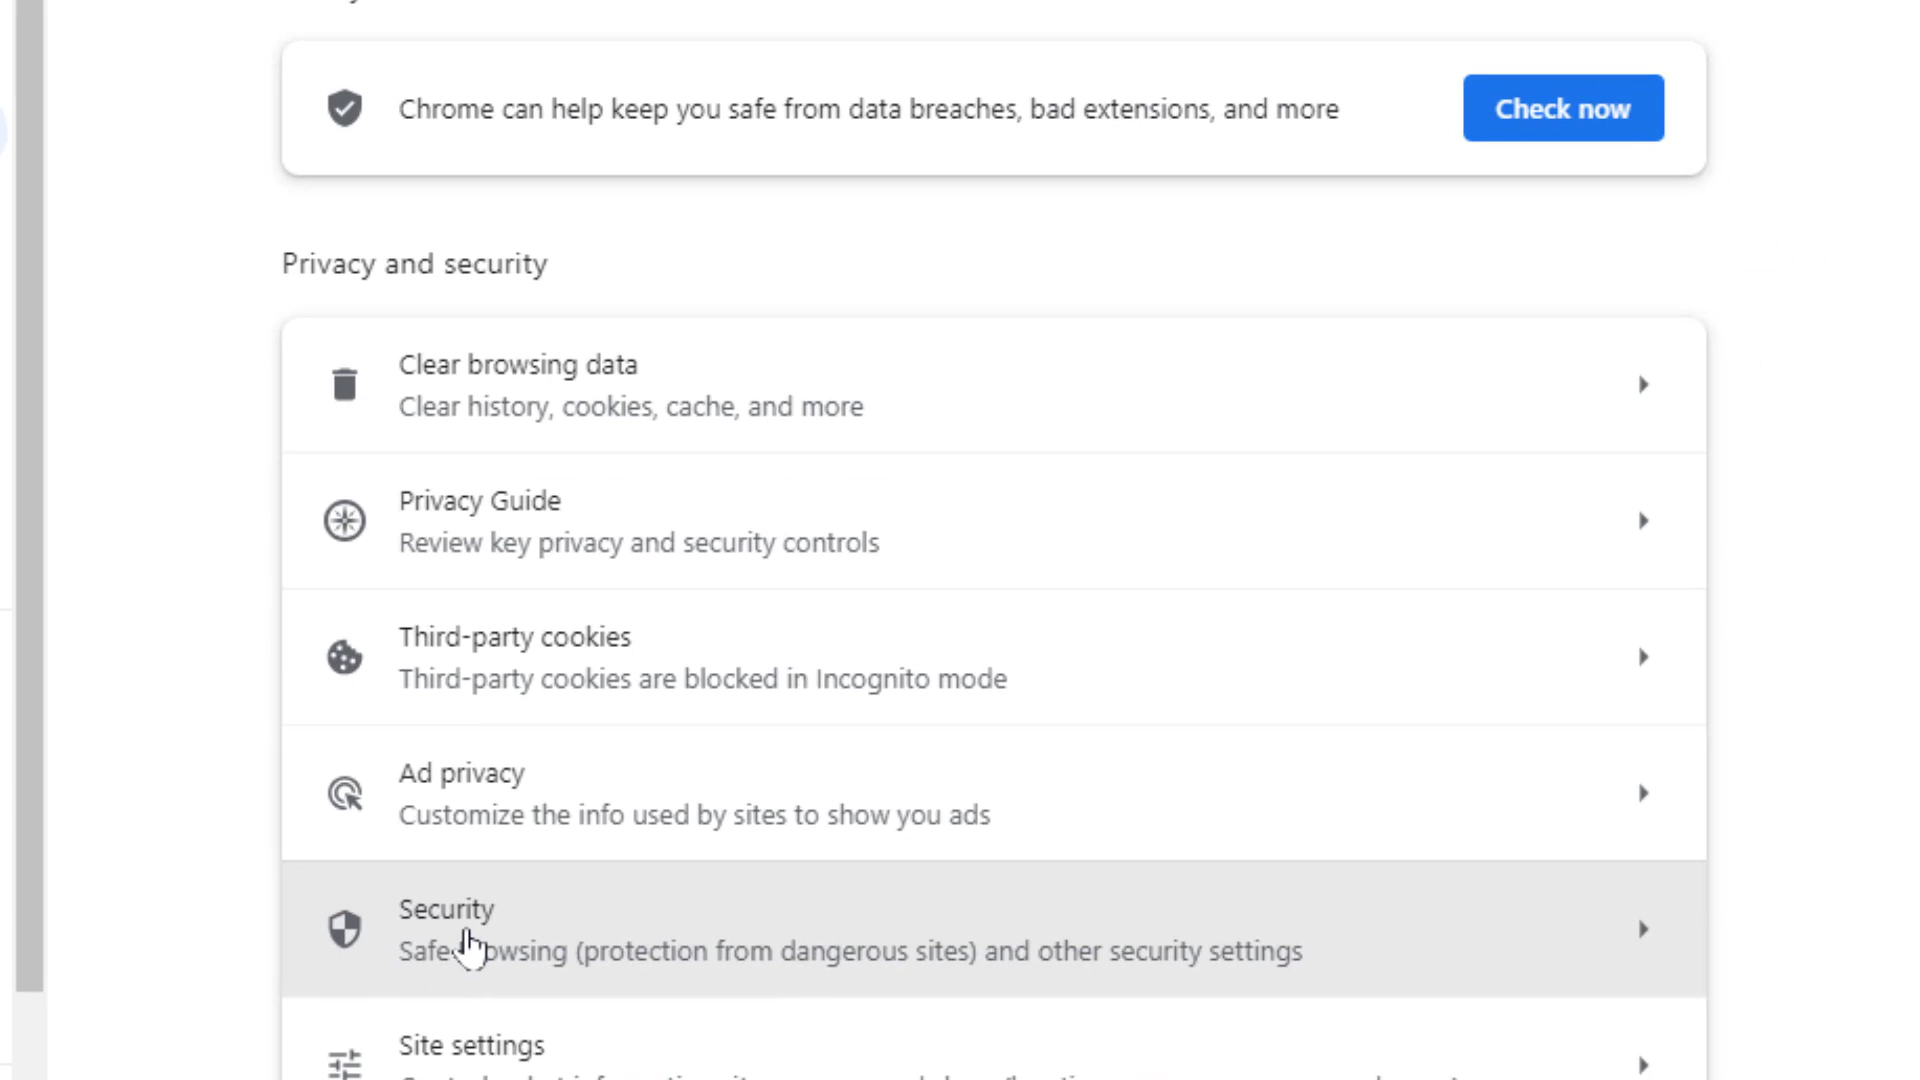 Chrome can help keep you safe from data breaches, bad extensions, and more
Check now
Privacy and security
Clear browsing data
Clear history, cookies, cache, and more
Privacy Guide
Review key privacy and security controls
Third-party cookies
Third-party cookies are blocked in Incognito mode
Ad privacy
Customize the info used by sites to show you ads
Security
Safe browsing (protection from dangerous sites) and other security settings
Site settings